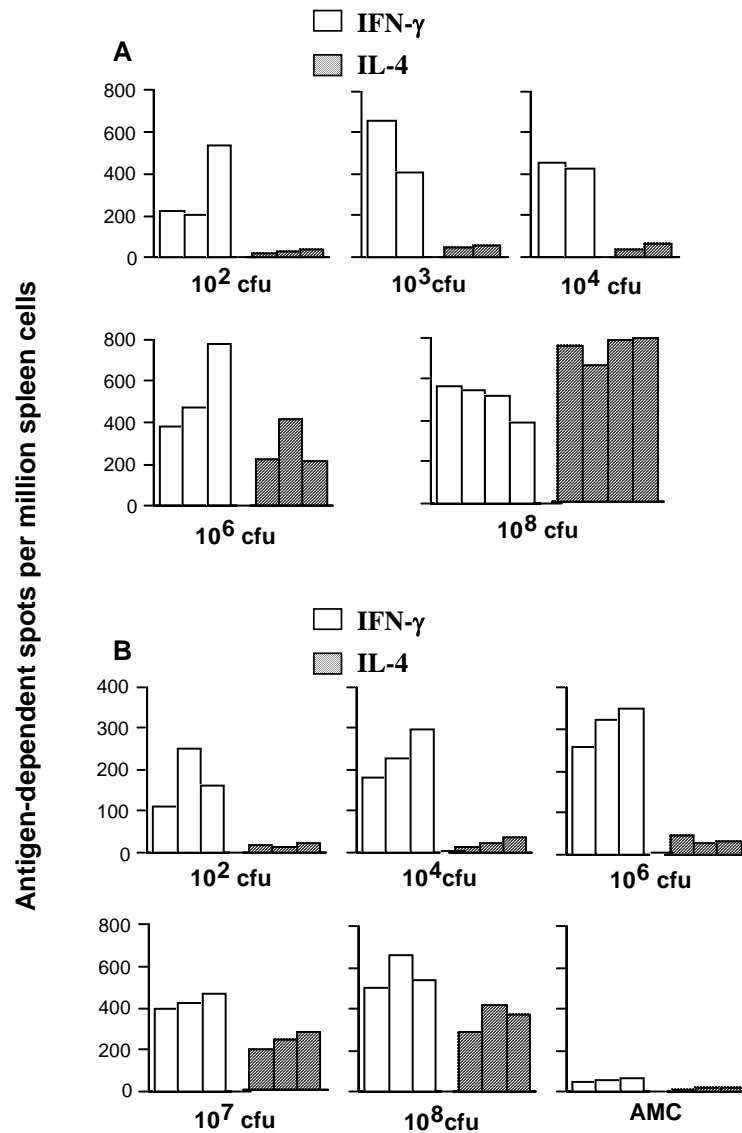 IFN-γ
IL-4
A
Antigen-dependent spots per million spleen cells
800
600
400
200
0
10² cfu
10³cfu
10⁴ cfu
800
600
400
200
0
10⁶ cfu
10⁸ cfu
IFN-γ
IL-4
B
400
300
200
100
0
10² cfu
10⁴cfu
10⁶ cfu
800
600
400
200
0
10⁷ cfu
10⁸cfu
AMC